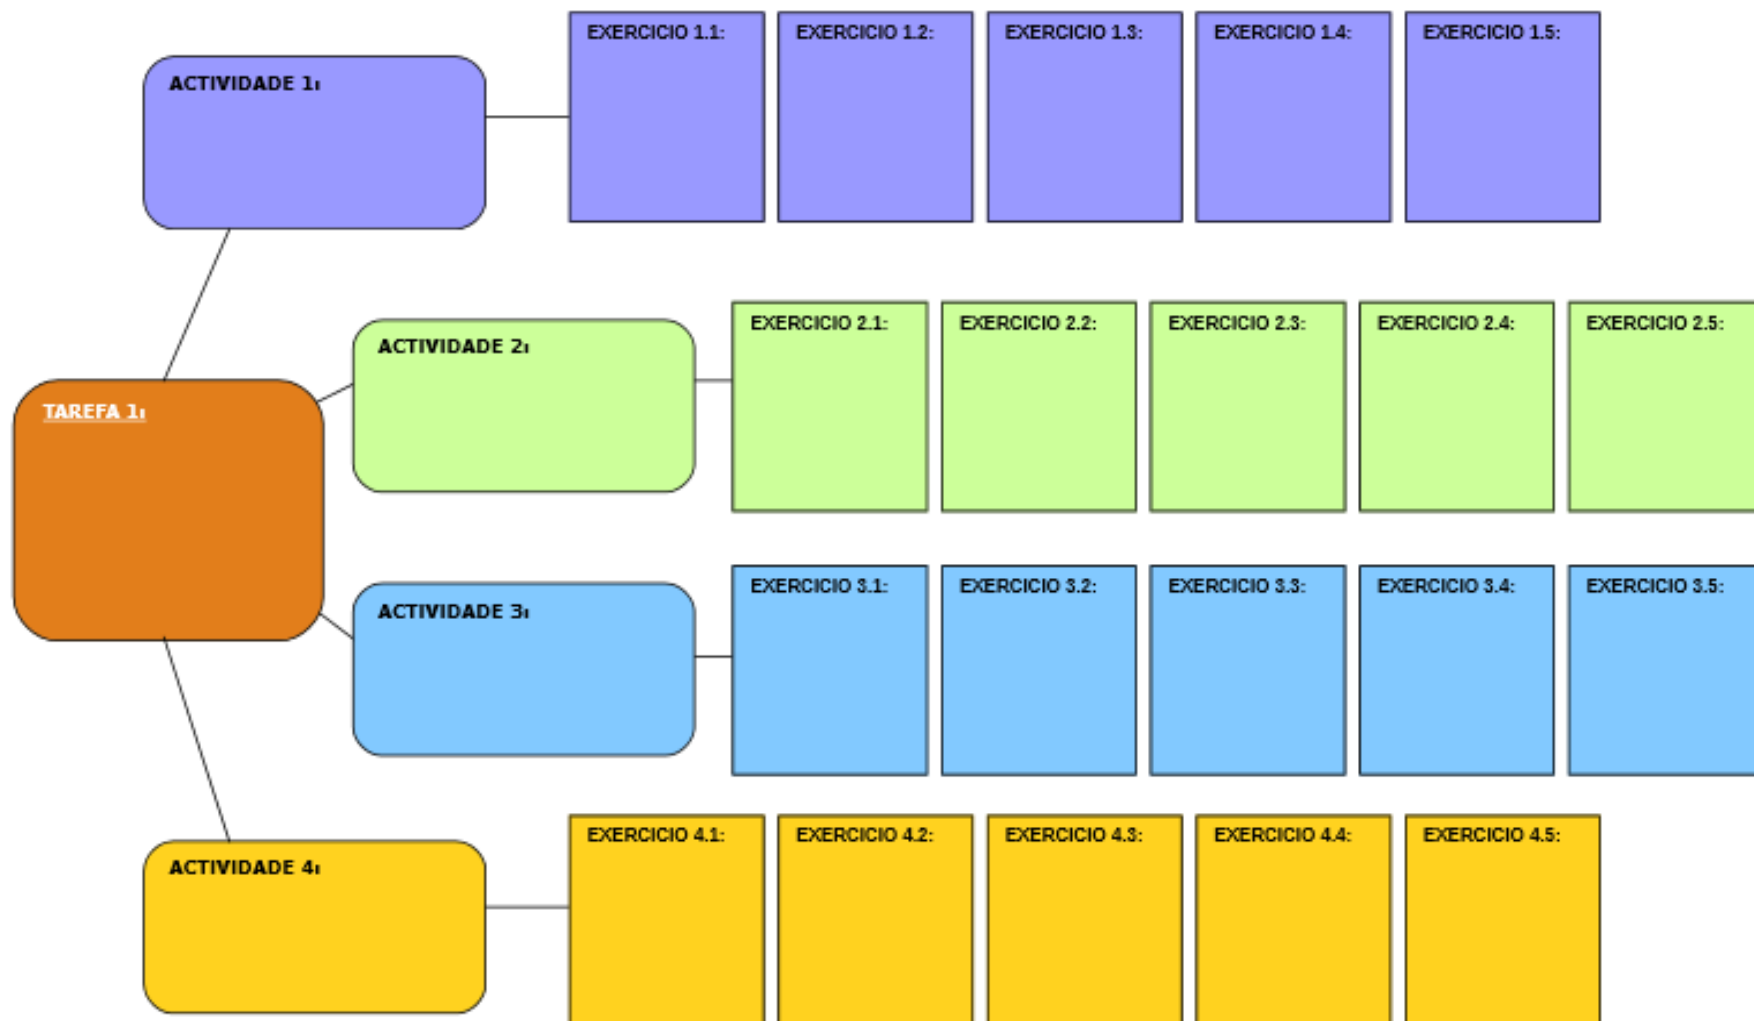 EXERCICIO 1.1: EXERCICIO 1.2: EXERCICIO 1.3: EXERCICIO 1.4: EXERCICIO 1.5:
ACTIVIDADE 1:
EXERCICIO 2.1: EXERCICIO 2.2: EXERCICIO 2.3: EXERCICIO 2.4: EXERCICIO 2.5:
ACTIVIDADE 2:
TAREFA 1:
EXERCICIO 3.1: EXERCICIO 3.2: EXERCICIO 3.3: EXERCICIO 3.4: EXERCICIO 3.5:
ACTIVIDADE 3:
EXERCICIO 4.1: EXERCICIO 4.2: EXERCICIO 4.3: EXERCICIO 4.4: EXERCICIO 4.5:
ACTIVIDADE 4: